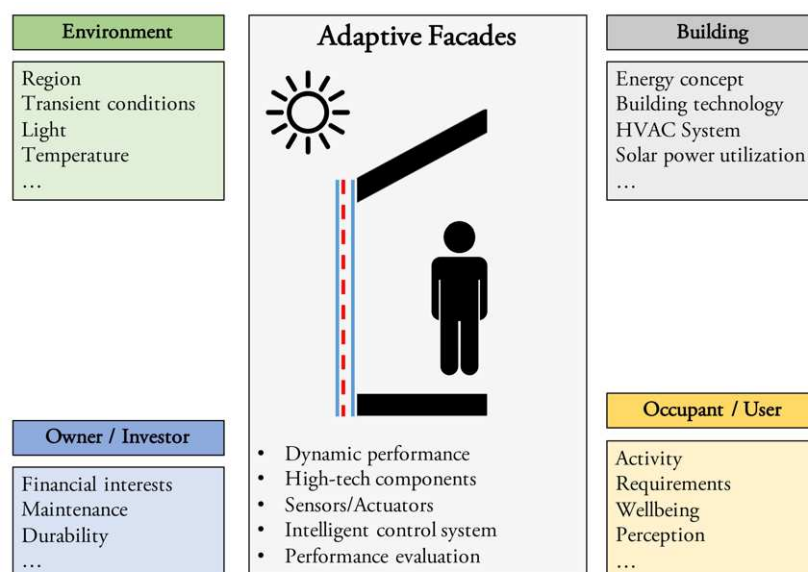 Environment
Region
Transient conditions
Light
Temperature
…
Adaptive Facades
Building
Energy concept
Building technology
HVAC System
Solar power utilization
…
Owner / Investor
Financial interests
Maintenance
Durability
…
• Dynamic performance
• High-tech components
• Sensors/Actuators
• Intelligent control system
• Performance evaluation
Occupant / User
Activity
Requirements
Wellbeing
Perception
…